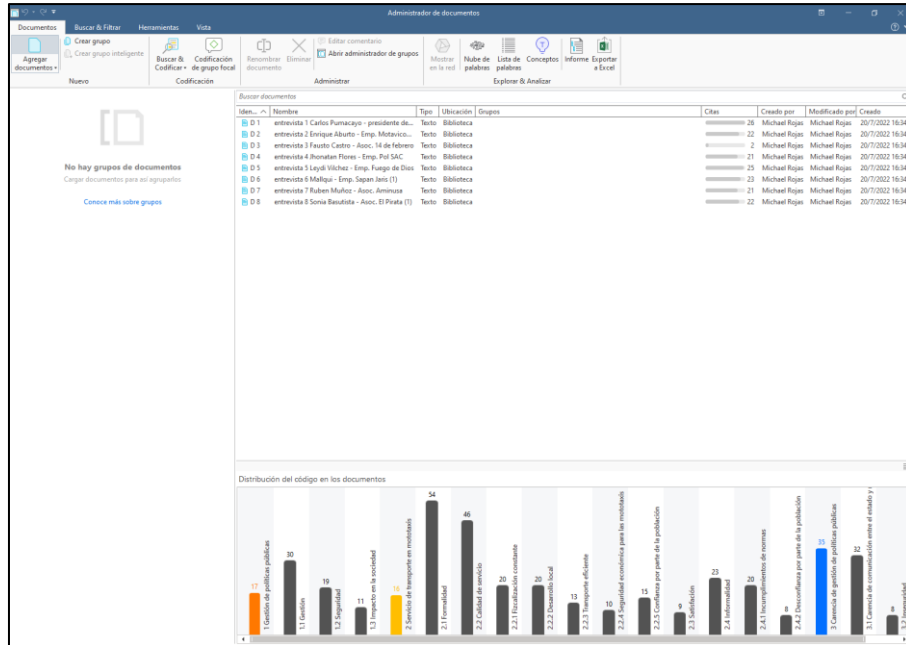 Administrador de documentos
Documentos Buscar & Filtrar Herramientas Vista
Agregar documentos
Crear grupo
Crear grupo inteligente
Nuevo
Buscar & Codificar
Codificación de grupo focal
Codificación
Renombrar documento
Eliminar
Editar comentario
Abrir administrador de grupos
Administrar
Mostrar en la red
Nube de palabras
Lista de palabras
Conceptos
Explorar & Analizar
Informe
Exportar a Excel
No hay grupos de documentos
Cargar documentos para así agruparlos
Conoce más sobre grupos
Buscar documentos
Iden... Nombre Tipo Ubicación Grupos Citas Creado por Modificado por Creado
D 1 entrevista 1 Carlos Pumacayo - presidente de... Texto Biblioteca 26 Michael Rojas Michael Rojas 20/7/2022 16:34
D 2 entrevista 2 Enrique Aburto - Emp. Motavico... Texto Biblioteca 22 Michael Rojas Michael Rojas 20/7/2022 16:34
D 3 entrevista 3 Fausto Castro - Asoc. 14 de febrero Texto Biblioteca 2 Michael Rojas Michael Rojas 20/7/2022 16:34
D 4 entrevista 4 Jhonatan Flores - Emp. Pol SAC Texto Biblioteca 21 Michael Rojas Michael Rojas 20/7/2022 16:34
D 5 entrevista 5 Leydi Vilchez - Emp. Fuego de Dios Texto Biblioteca 25 Michael Rojas Michael Rojas 20/7/2022 16:34
D 6 entrevista 6 Mallqui - Emp. Sapan Jaris (1) Texto Biblioteca 23 Michael Rojas Michael Rojas 20/7/2022 16:34
D 7 entrevista 7 Ruben Muñoz - Asoc. Aminusa Texto Biblioteca 21 Michael Rojas Michael Rojas 20/7/2022 16:34
D 8 entrevista 8 Sonia Basutista - Asoc. El Pirata (1) Texto Biblioteca 22 Michael Rojas Michael Rojas 20/7/2022 16:34
Distribución del código en los documentos
17 1 Gestión de políticas públicas
30 1.1 Gestión
19 1.2 Seguridad
11 1.3 Impacto en la sociedad
16 2 Servicio de transporte en mototaxis
54 2.1 Formalidad
46 2.2 Calidad de servicio
20 2.2.1 Fiscalización constante
20 2.2.2 Desarrollo local
13 2.2.3 Transporte eficiente
10 2.2.4 Seguridad económica para las mototaxis
15 2.2.5 Confianza por parte de la población
9 2.3 Satisfación
23 2.4 Informalidad
20 2.4.1 Incumplimientos de normas
8 2.4.2 Desconfianza por parte de la población
35 3 Carencia de gestión de políticas públicas
32 3.1 Carencia de comunicación entre el estado y
8 3.2